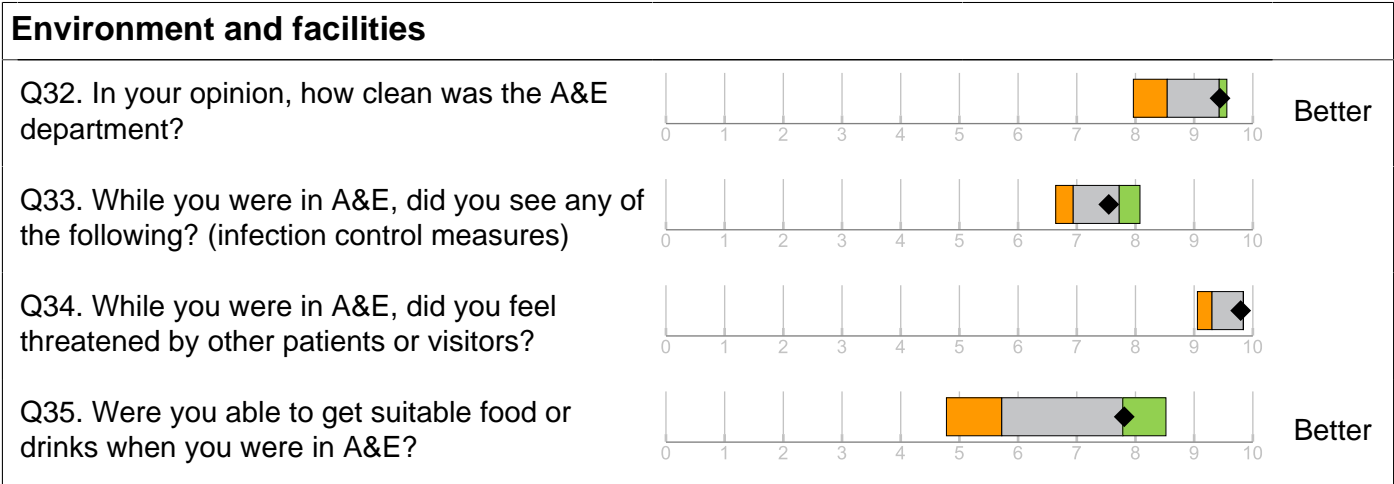 Environment and facilities
Q32. In your opinion, how clean was the A&E
department?
0 1 2 3 4 5 6 7 8 9 10
Better
Q33. While you were in A&E, did you see any of
the following? (infection control measures)
0 1 2 3 4 5 6 7 8 9 10
Q34. While you were in A&E, did you feel
threatened by other patients or visitors?
0 1 2 3 4 5 6 7 8 9 10
Q35. Were you able to get suitable food or
drinks when you were in A&E?
0 1 2 3 4 5 6 7 8 9 10
Better